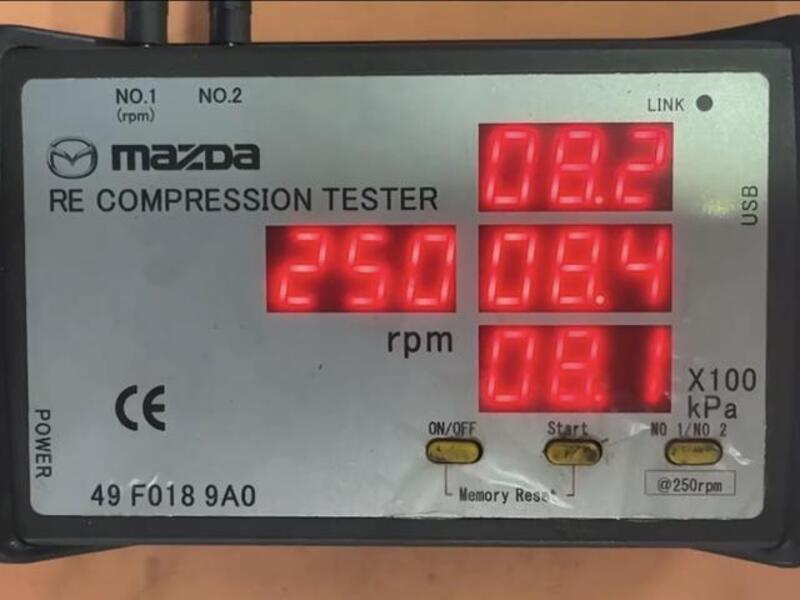 NO.1 NO.2
(rpm)
LINK
mazda
RE COMPRESSION TESTER
USB
08.2
250 08.4
rpm
08.1
X100
kPa
POWER
CE
ON/OFF Start NO 1/NO 2
Memory Reset
@250rpm
49 F018 9A0